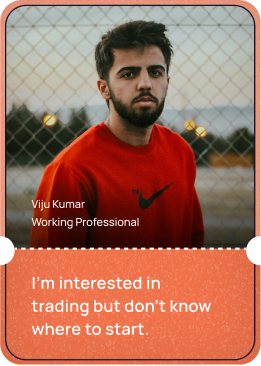 Viju Kumar
Working Professional
I'm interested in
trading but don't know
where to start.